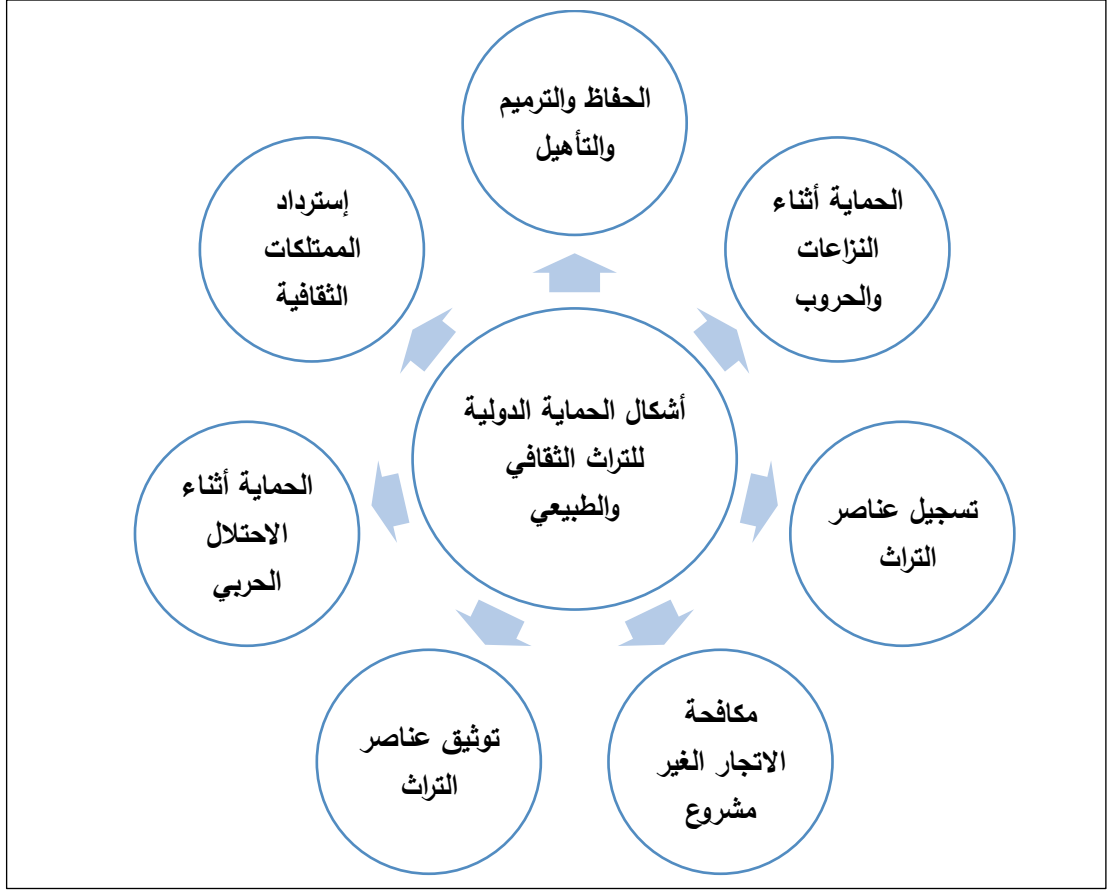 الحفاظ والترميم
والتأهيل
الحماية أثناء
النزاعات
والحروب
تسجيل عناصر
التراث
مكافحة
الاتجار الغير
مشروع
توثيق عناصر
التراث
الحماية أثناء
الاحتلال
الحربي
إسترداد
الممتلكات
الثقافية
أشكال الحماية الدولية
للتراث الثقافي
والطبيعي